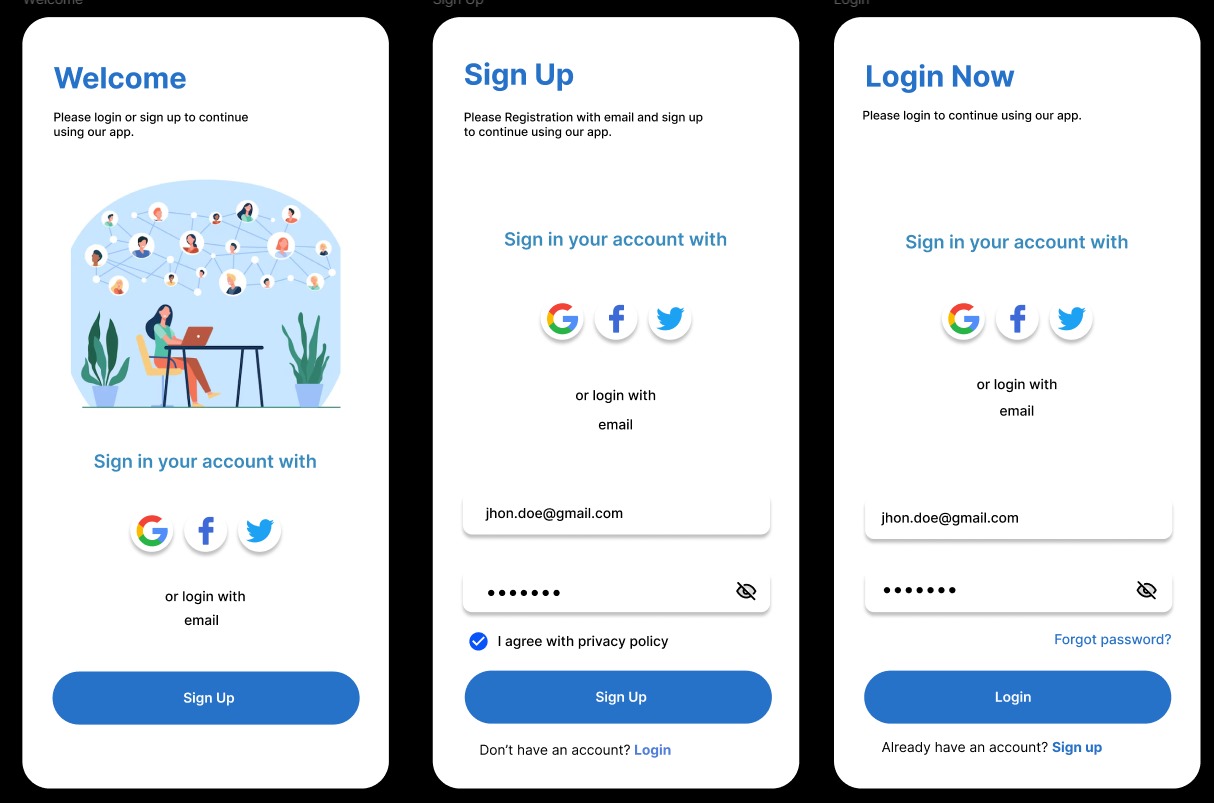 Welcome
Welcome
Please login or sign up to continue
using our app.
Sign in your account with
or login with
email
Sign Up
Sign Up
Sign Up
Please Registration with email and sign up
to continue using our app.
Sign in your account with
or login with
email
jhon.doe@gmail.com
I agree with privacy policy
Sign Up
Don’t have an account? Login
Login
Login Now
Please login to continue using our app.
Sign in your account with
or login with
email
jhon.doe@gmail.com
Forgot password?
Login
Already have an account? Sign up